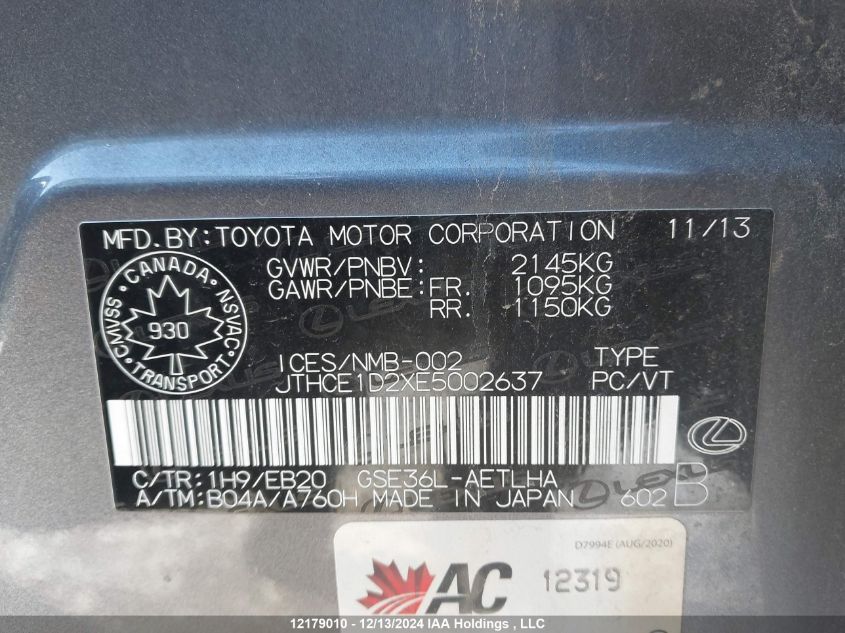 MFD.BY:TOYOTA MOTOR CORPORATION 11/13
GVWR/PNBV: 2145KG
GAWR/PNBE:FR. 1095KG
RR. 1150KG
CANADA
CMVSS 930 NSVAC
TRANSPORT
ICES/NMB-002 TYPE
JTHCE1D2XE5002637 PC/VT
C/TR:1H9/EB20 GSE36L-AETLHA
A/TM:B04A/A760H MADE IN JAPAN 602 B
D7994E (AUG/2020)
AC 12319
12179010 - 12/13/2024 IAA Holdings , LLC